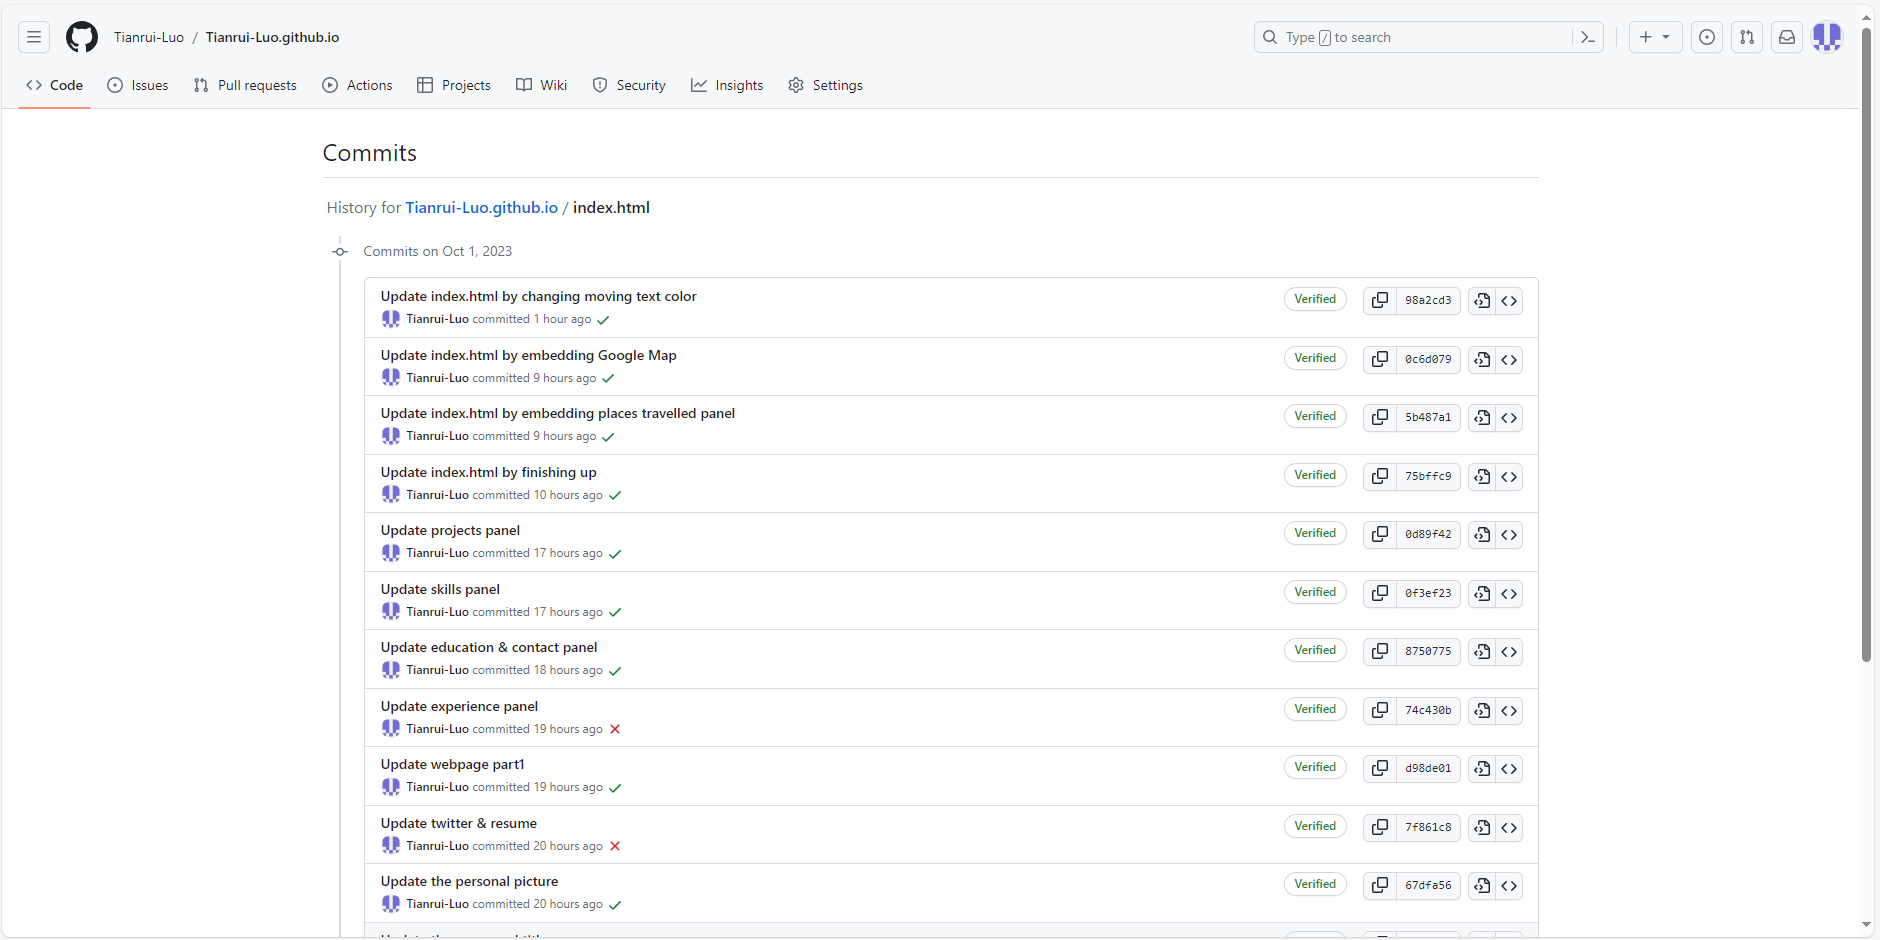 Tianrui-Luo / Tianrui-Luo.github.io
Type / to search
Code Issues Pull requests Actions Projects Wiki Security Insights Settings
Commits
History for Tianrui-Luo.github.io / index.html
Commits on Oct 1, 2023
Update index.html by changing moving text color
Verified 98a2cd3
Tianrui-Luo committed 1 hour ago
Update index.html by embedding Google Map
Verified 0c6d079
Tianrui-Luo committed 9 hours ago
Update index.html by embedding places travelled panel
Verified 5b487a1
Tianrui-Luo committed 9 hours ago
Update index.html by finishing up
Verified 75bffc9
Tianrui-Luo committed 10 hours ago
Update projects panel
Verified 0d89f42
Tianrui-Luo committed 17 hours ago
Update skills panel
Verified 0f3ef23
Tianrui-Luo committed 17 hours ago
Update education & contact panel
Verified 8750775
Tianrui-Luo committed 18 hours ago
Update experience panel
Verified 74c430b
Tianrui-Luo committed 19 hours ago
Update webpage part1
Verified d98de01
Tianrui-Luo committed 19 hours ago
Update twitter & resume
Verified 7f861c8
Tianrui-Luo committed 20 hours ago
Update the personal picture
Verified 67dfa56
Tianrui-Luo committed 20 hours ago